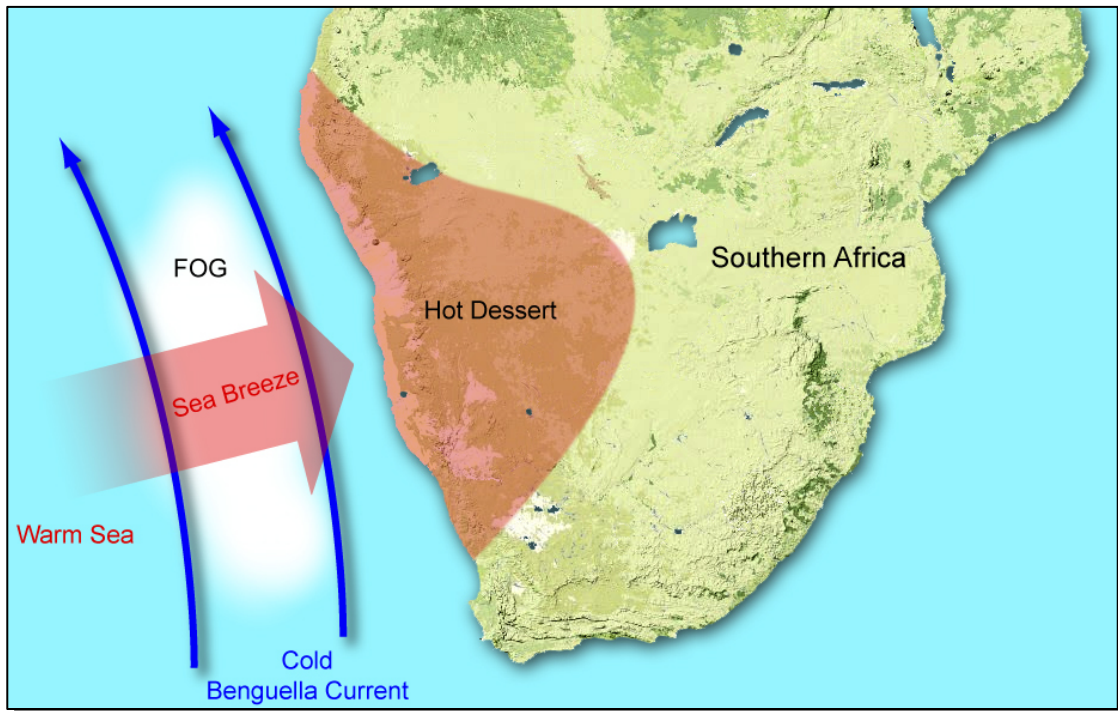 FOG
Southern Africa
Hot Dessert
Sea Breeze
Warm Sea
Cold
Benguella Current